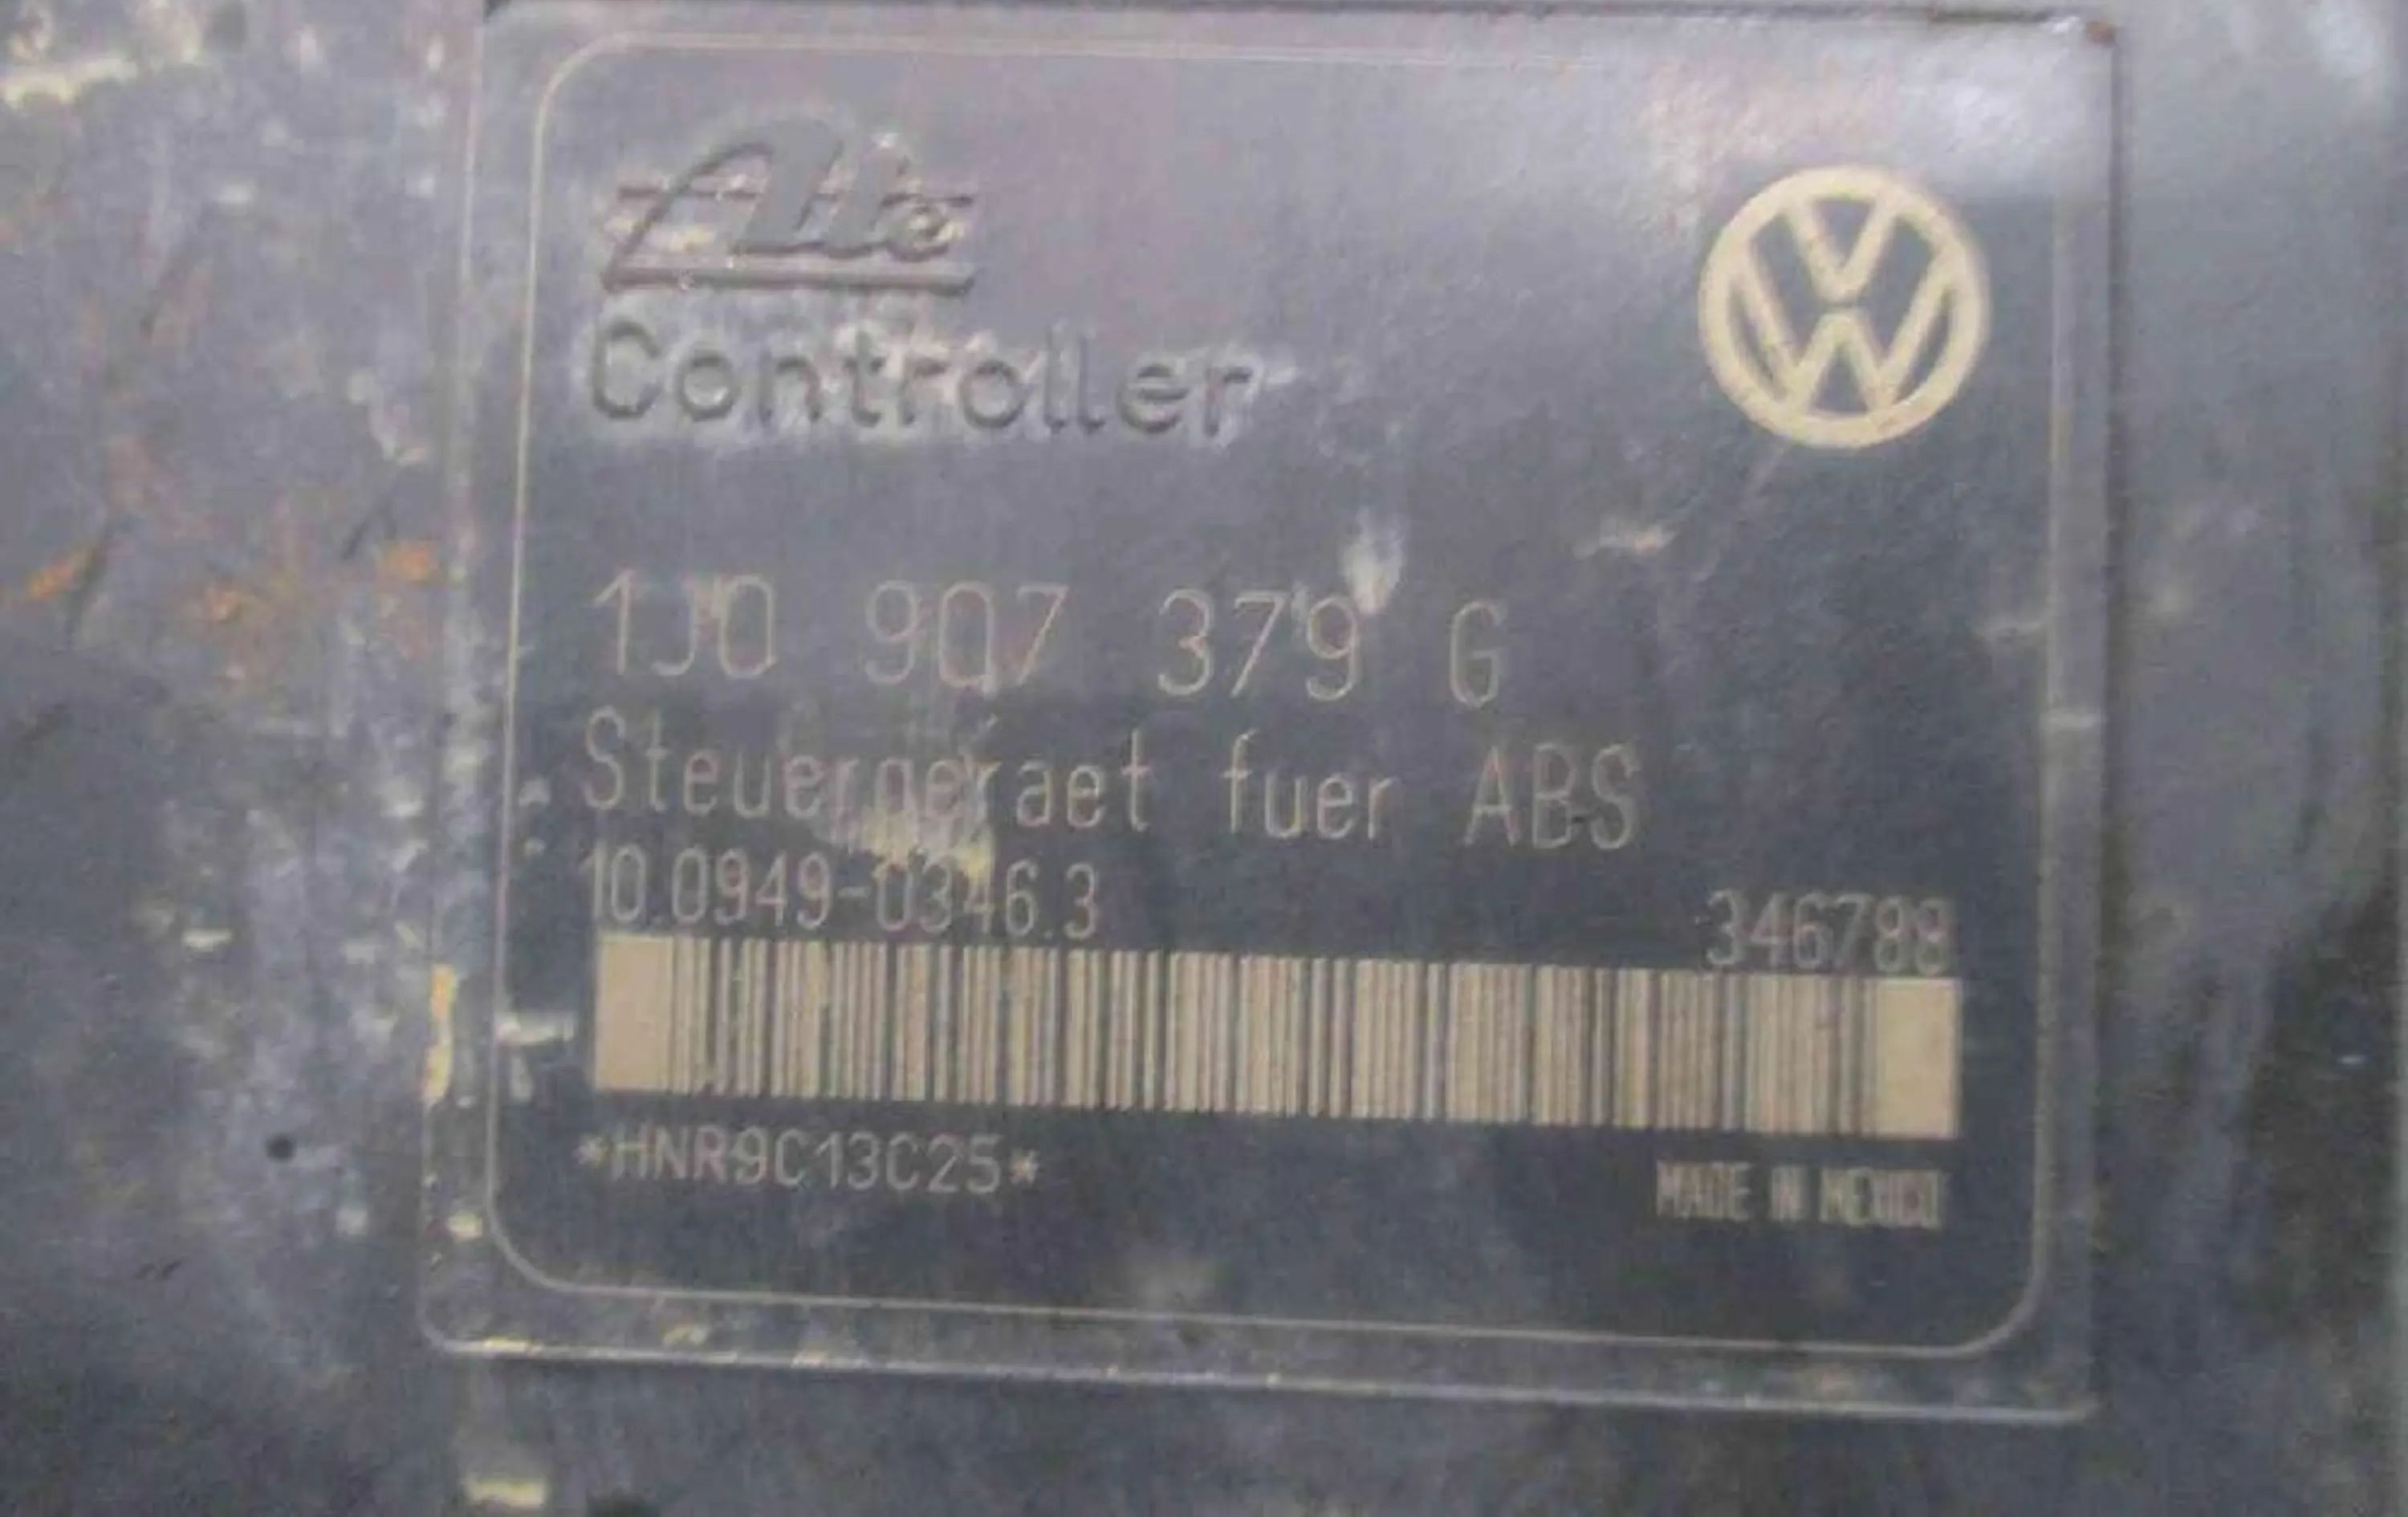 Ate
Controller
1J0 907 379 G
Steuergeraet fuer ABS
10.0949-0346.3
346788
*HNR9C13C25*
MADE IN MEXICO